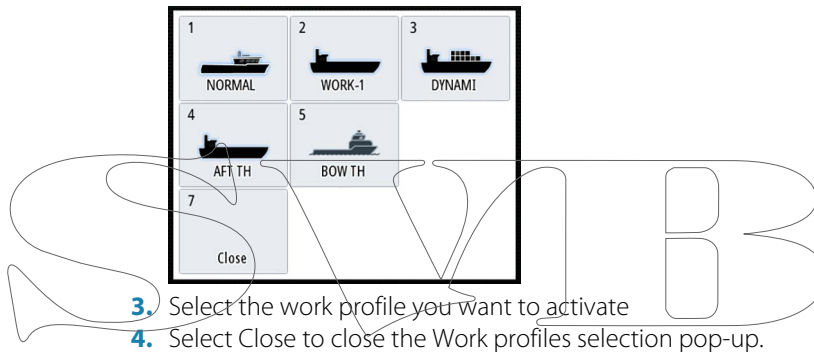 1 2 3
NORMAL WORK-1 DYNAMI
4 5
AFT TH BOW TH
7
Close
3. Select the work profile you want to activate
4. Select Close to close the Work profiles selection pop-up.
SVB